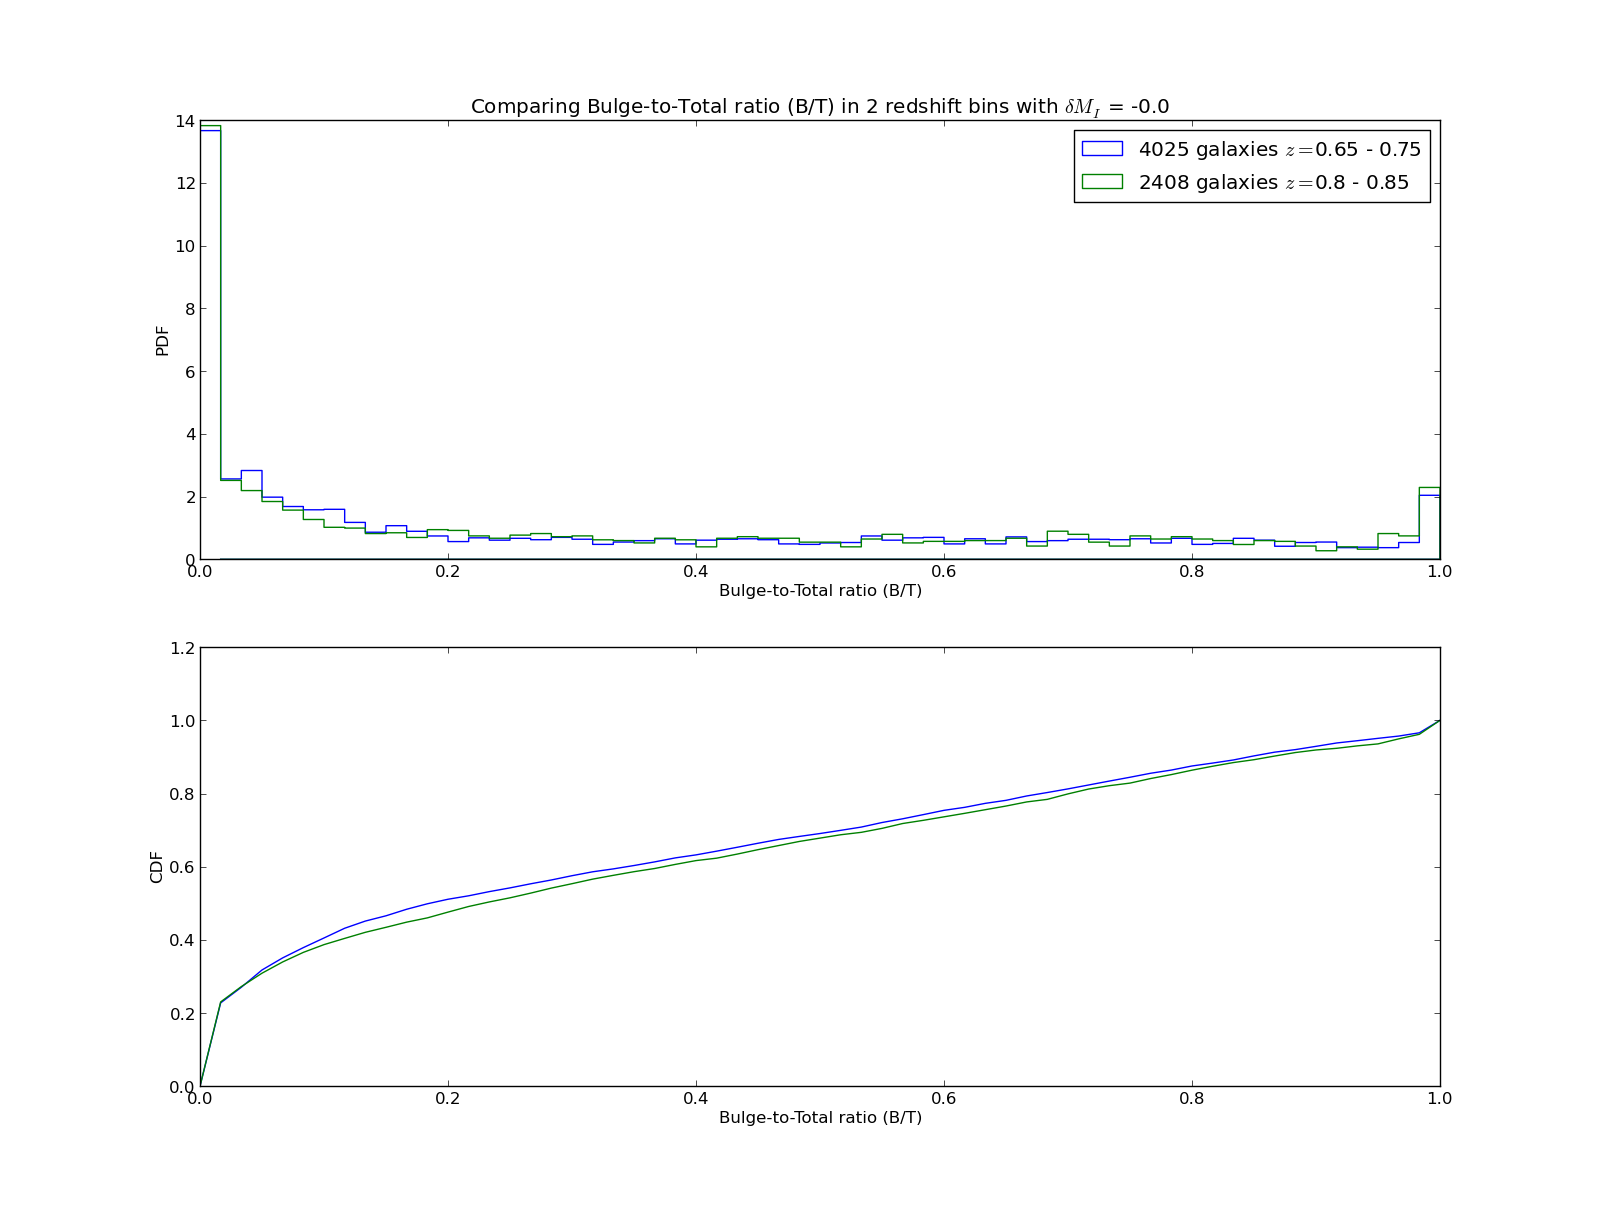 Comparing Bulge-to-Total ratio (B/T) in 2 redshift bins with δM_I = -0.0
14
12
10
8
6
4
2
0
PDF
4025 galaxies z=0.65 - 0.75
2408 galaxies z=0.8 - 0.85
0.0 0.2 0.4 0.6 0.8 1.0
Bulge-to-Total ratio (B/T)
1.2
1.0
0.8
0.6
0.4
0.2
0.0
CDF
0.0 0.2 0.4 0.6 0.8 1.0
Bulge-to-Total ratio (B/T)